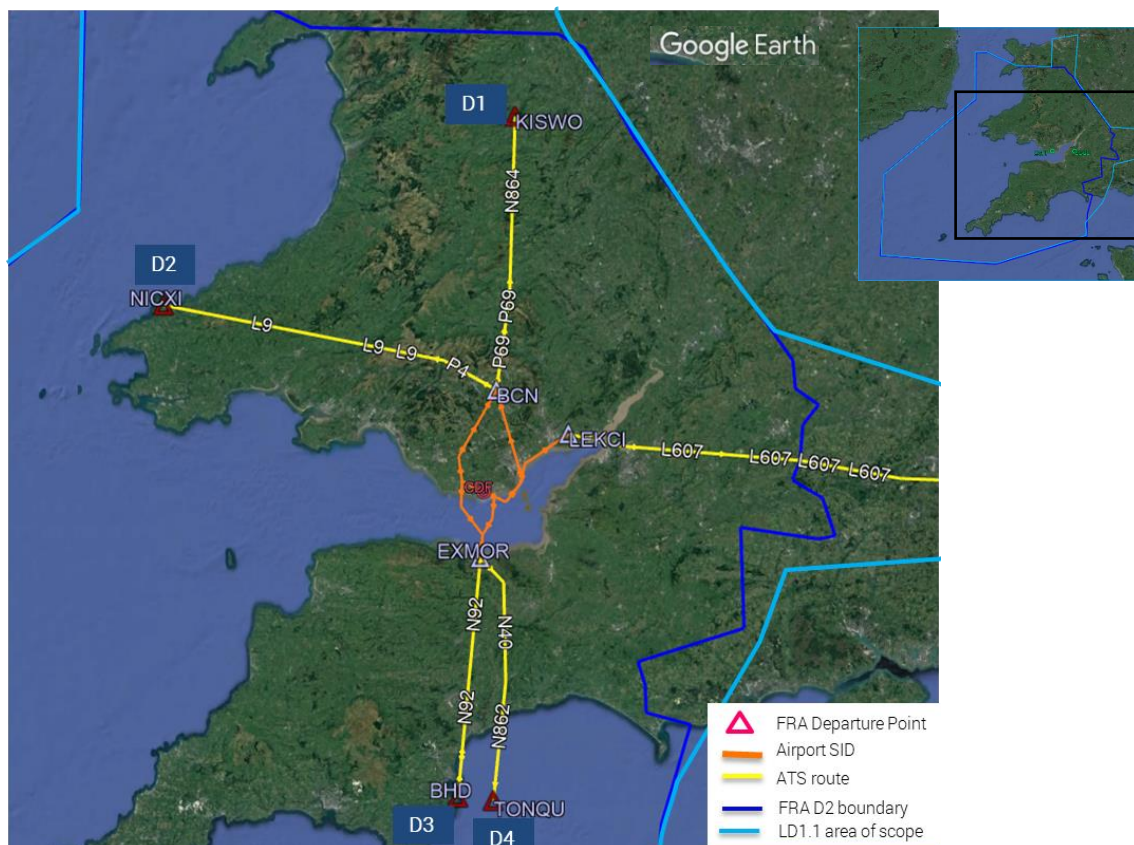 Google Earth
D1
KISWO
N864
D2
NICXI
P69
L9
L9 L9 P4
P69
BCN
LEKCI
L607
L607 L607 L607
CDF
EXMOR
N92
N40
N92
N862
BHD
TONQU
D3
D4
FRA Departure Point
Airport SID
ATS route
FRA D2 boundary
LD1.1 area of scope